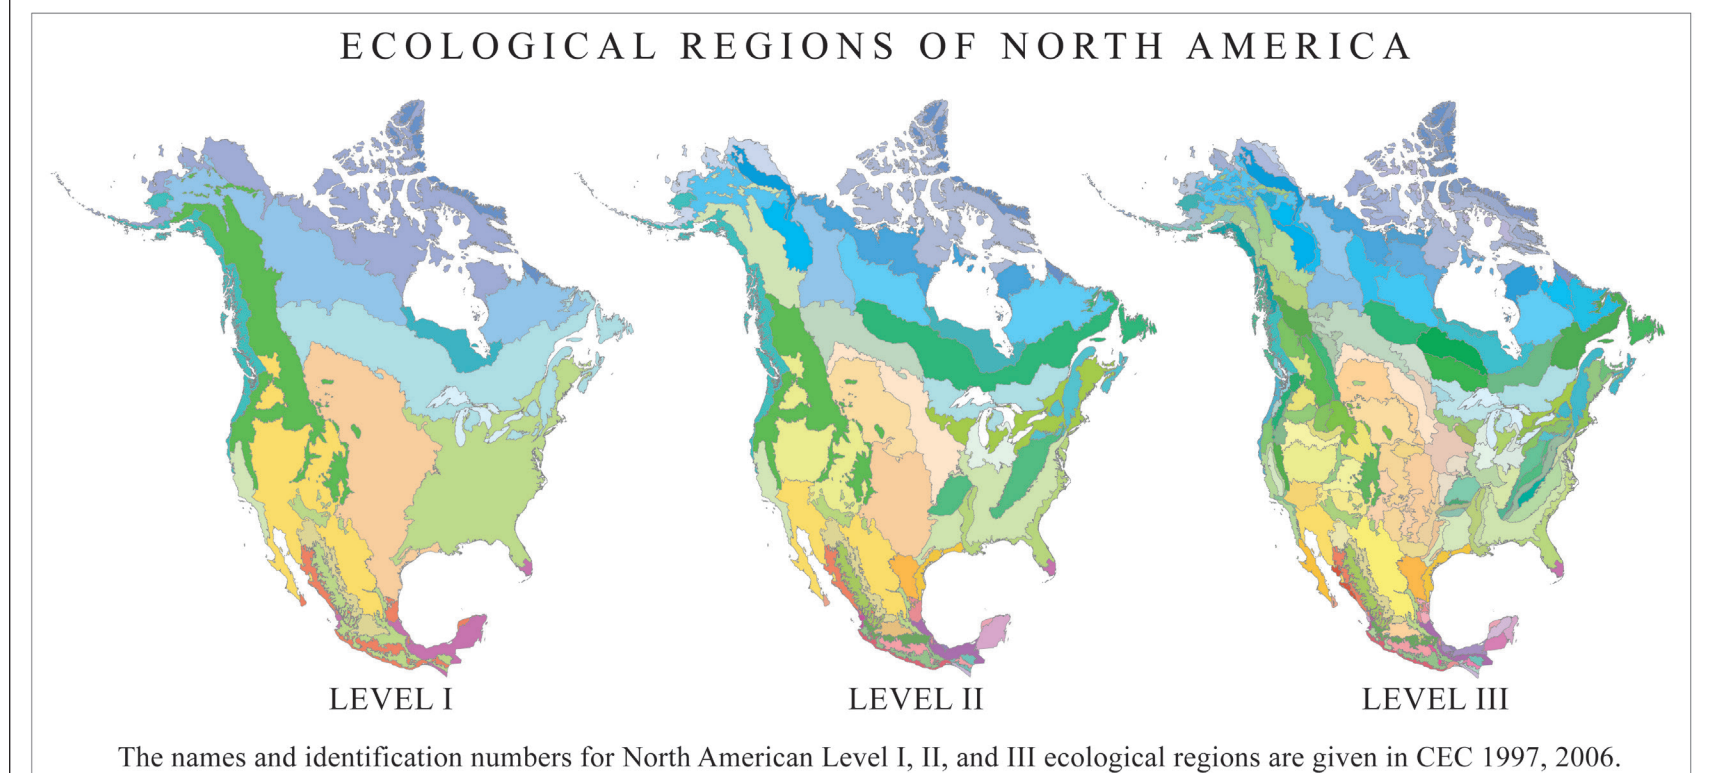 ECOLOGICAL REGIONS OF NORTH AMERICA
LEVEL I
LEVEL II
LEVEL III
The names and identification numbers for North American Level I, II, and III ecological regions are given in CEC 1997, 2006.